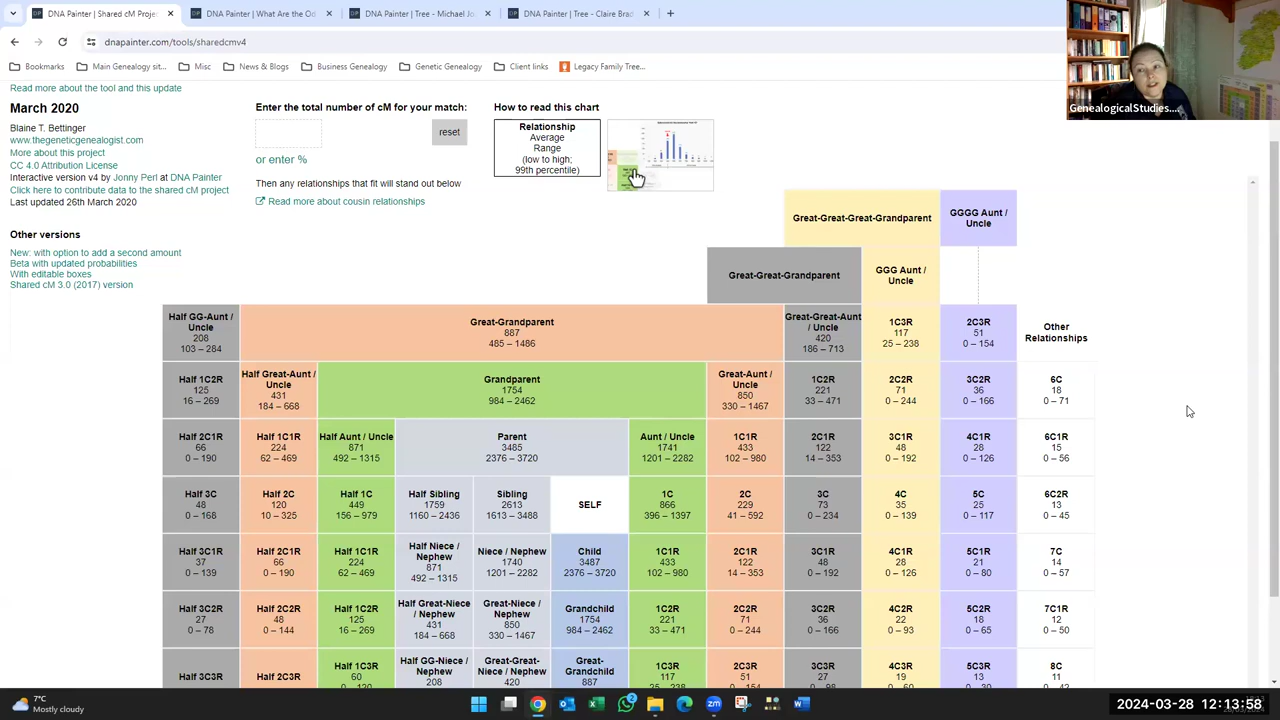 DNA Painter | Shared cM Projec
DNA Painter | What Are the Od
DNA Painter | Tree - Michael Jo
DNA Painter | Tree - Claire Brad
dnapainter.com/tools/sharedcmv4
Bookmarks
Main Genealogy sit...
Misc
News & Blogs
Business Genealo...
Genetic Genealogy
Client links
Legacy Family Tree...
GenealogicalStudies....
Read more about the tool and this update
March 2020
Blaine T. Bettinger
www.thegeneticgenealogist.com
More about this project
CC 4.0 Attribution License
Interactive version v4 by Jonny Perl at DNA Painter
Click here to contribute data to the shared cM project
Last updated 26th March 2020
Other versions
New: with option to add a second amount
Beta with updated probabilities
With editable boxes
Shared cM 3.0 (2017) version
Enter the total number of cM for your match:
reset
or enter %
Then any relationships that fit will stand out below
Read more about cousin relationships
How to read this chart
Relationship
Average
Range
(low to high;
99th percentile)
Great-Great-Great-Grandparent
GGGG Aunt /
Uncle
Great-Great-Grandparent
GGG Aunt /
Uncle
Half GG-Aunt /
Uncle
208
103 – 284
Great-Grandparent
887
485 – 1486
Great-Great-Aunt
/ Uncle
420
186 – 713
1C3R
117
25 – 238
2C3R
51
0 – 154
Other
Relationships
Half 1C2R
125
16 – 269
Half Great-Aunt /
Uncle
431
184 – 668
Grandparent
1754
984 – 2462
Great-Aunt /
Uncle
850
330 – 1467
1C2R
221
33 – 471
2C2R
71
0 – 244
3C2R
36
0 – 166
6C
18
0 – 71
Half 2C1R
66
0 – 190
Half 1C1R
224
62 – 469
Half Aunt / Uncle
871
492 – 1315
Parent
3485
2376 – 3720
Aunt / Uncle
1741
1201 – 2282
1C1R
433
102 – 980
2C1R
122
14 – 353
3C1R
48
0 – 192
4C1R
28
0 – 126
6C1R
15
0 – 56
Half 3C
48
0 – 168
Half 2C
120
10 – 325
Half 1C
449
156 – 979
Half Sibling
1759
1160 – 2436
Sibling
2613
1613 – 3488
SELF
1C
866
396 – 1397
2C
229
41 – 592
3C
73
0 – 234
4C
35
0 – 139
5C
25
0 – 117
6C2R
13
0 – 45
Half 3C1R
37
0 – 139
Half 2C1R
66
0 – 190
Half 1C1R
224
62 – 469
Half Niece /
Nephew
871
492 – 1315
Niece / Nephew
1740
1201 – 2282
Child
3487
2376 – 3720
1C1R
433
102 – 980
2C1R
122
14 – 353
3C1R
48
0 – 192
4C1R
28
0 – 126
5C1R
21
0 – 80
7C
14
0 – 57
Half 3C2R
27
0 – 78
Half 2C2R
48
0 – 144
Half 1C2R
125
16 – 269
Half Great-Niece
/ Nephew
431
184 – 668
Great-Niece /
Nephew
850
330 – 1467
Grandchild
1754
984 – 2462
1C2R
221
33 – 471
2C2R
71
0 – 244
3C2R
36
0 – 166
4C2R
22
0 – 93
5C2R
18
0 – 65
7C1R
12
0 – 50
Half 3C3R
Half 2C3R
Half 1C3R
60
0 – 120
Half GG-Niece /
Nephew
208
Great-Great-
Niece / Nephew
420
Great-
Grandchild
887
1C3R
117
25 – 238
2C3R
51
0 – 154
3C3R
27
0 – 98
4C3R
19
0 – 60
5C3R
13
0 – 30
8C
11
0 – 42
7°C
Mostly cloudy
2
zm
2024-03-28 12:13:58